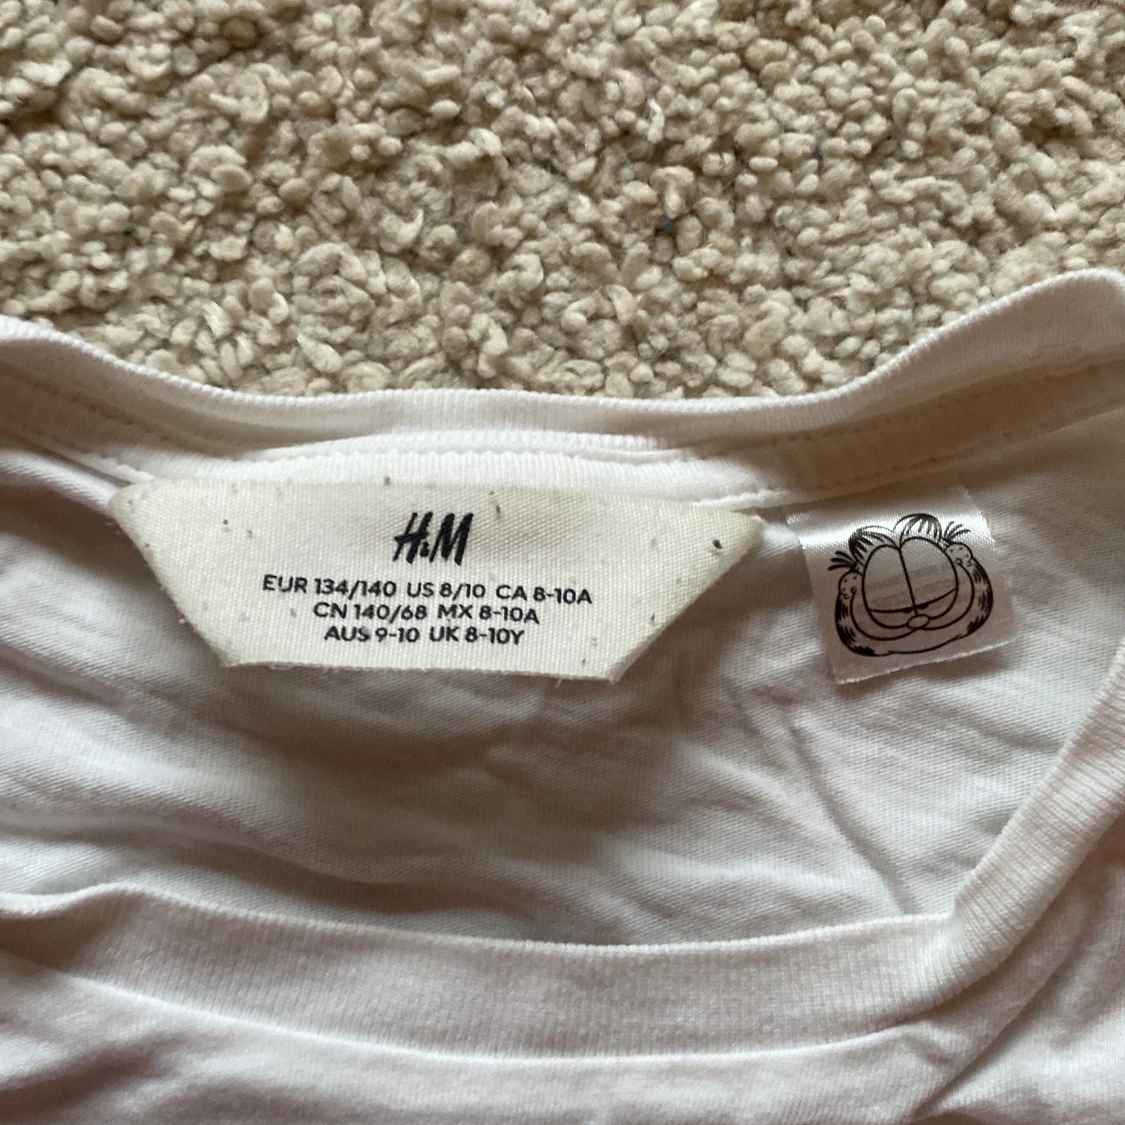 H&M
EUR 134/140 US 8/10 CA 8-10A
CN 140/68 MX 8-10A
AUS 9-10 UK 8-10Y